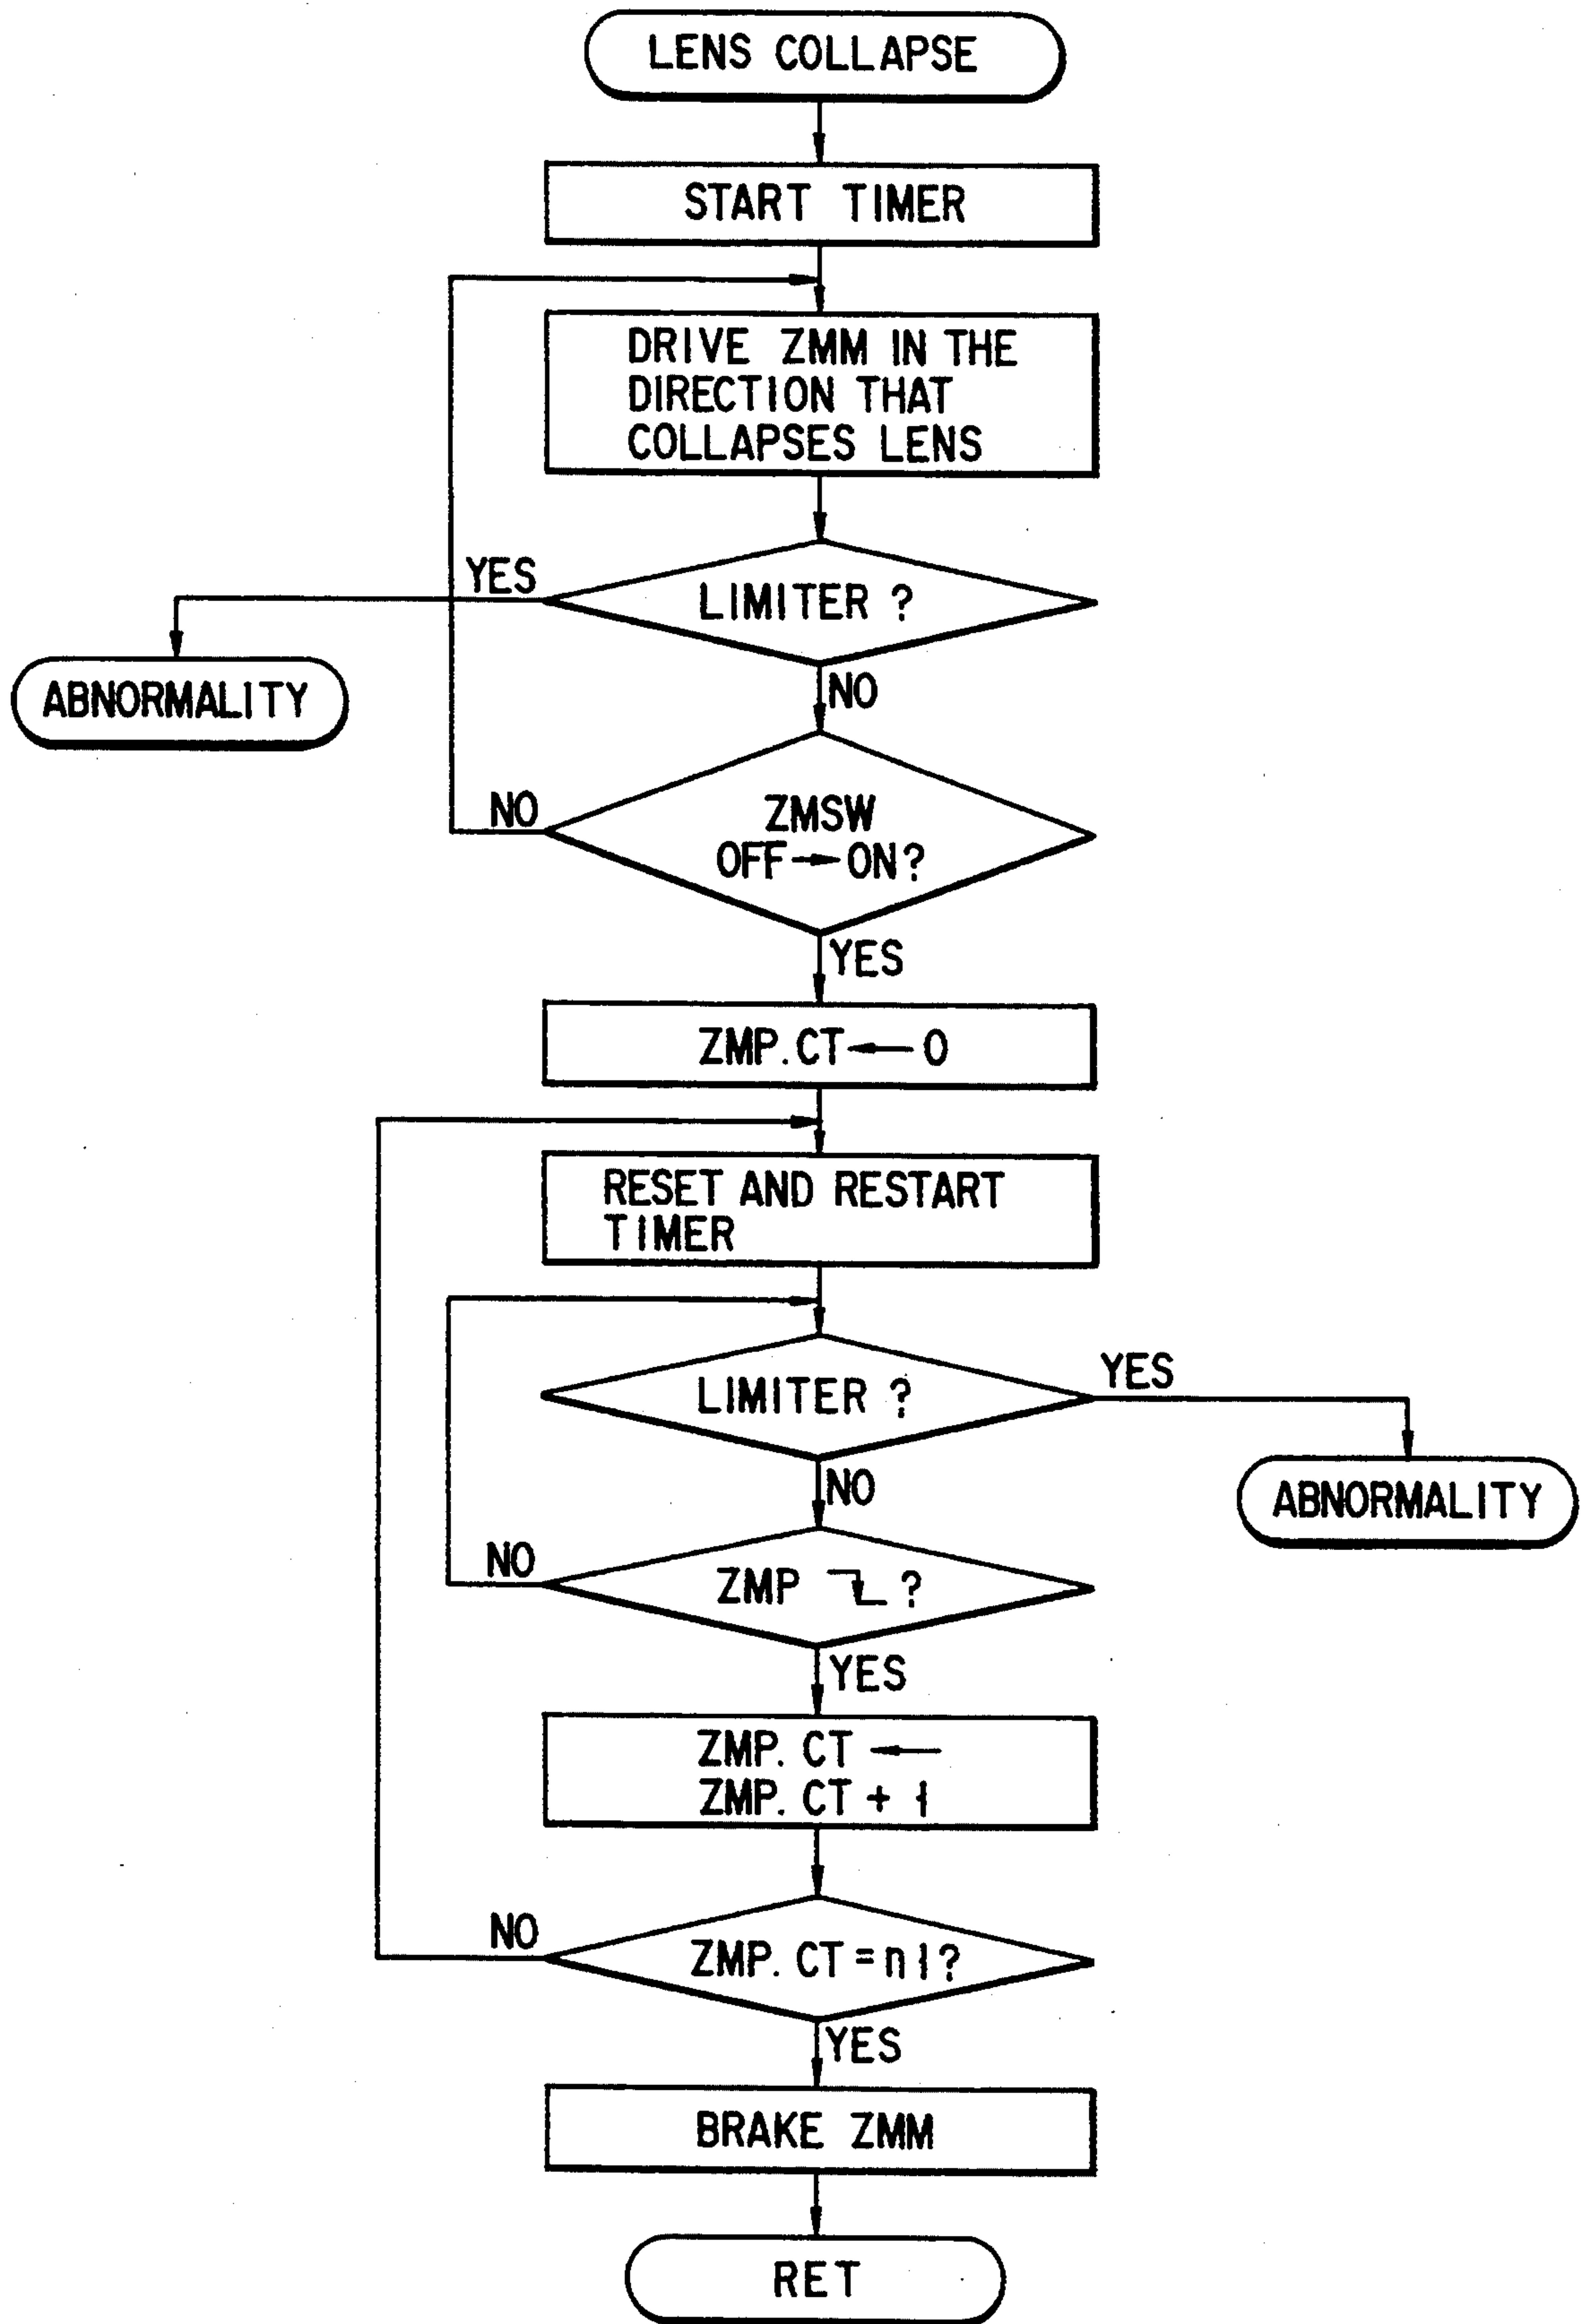 LENS COLLAPSE
START TIMER
DRIVE ZMM IN THE
DIRECTION THAT
COLLAPSES LENS
YES
LIMITER ?
ABNORMALITY
NO
NO
ZMSW
OFF→ON?
YES
ZMP.CT←0
RESET AND RESTART
TIMER
LIMITER ?
YES
NO
ABNORMALITY
NO
ZMP ?
YES
ZMP.CT ←
ZMP.CT + 1
NO
ZMP.CT=n1?
YES
BRAKE ZMM
RET